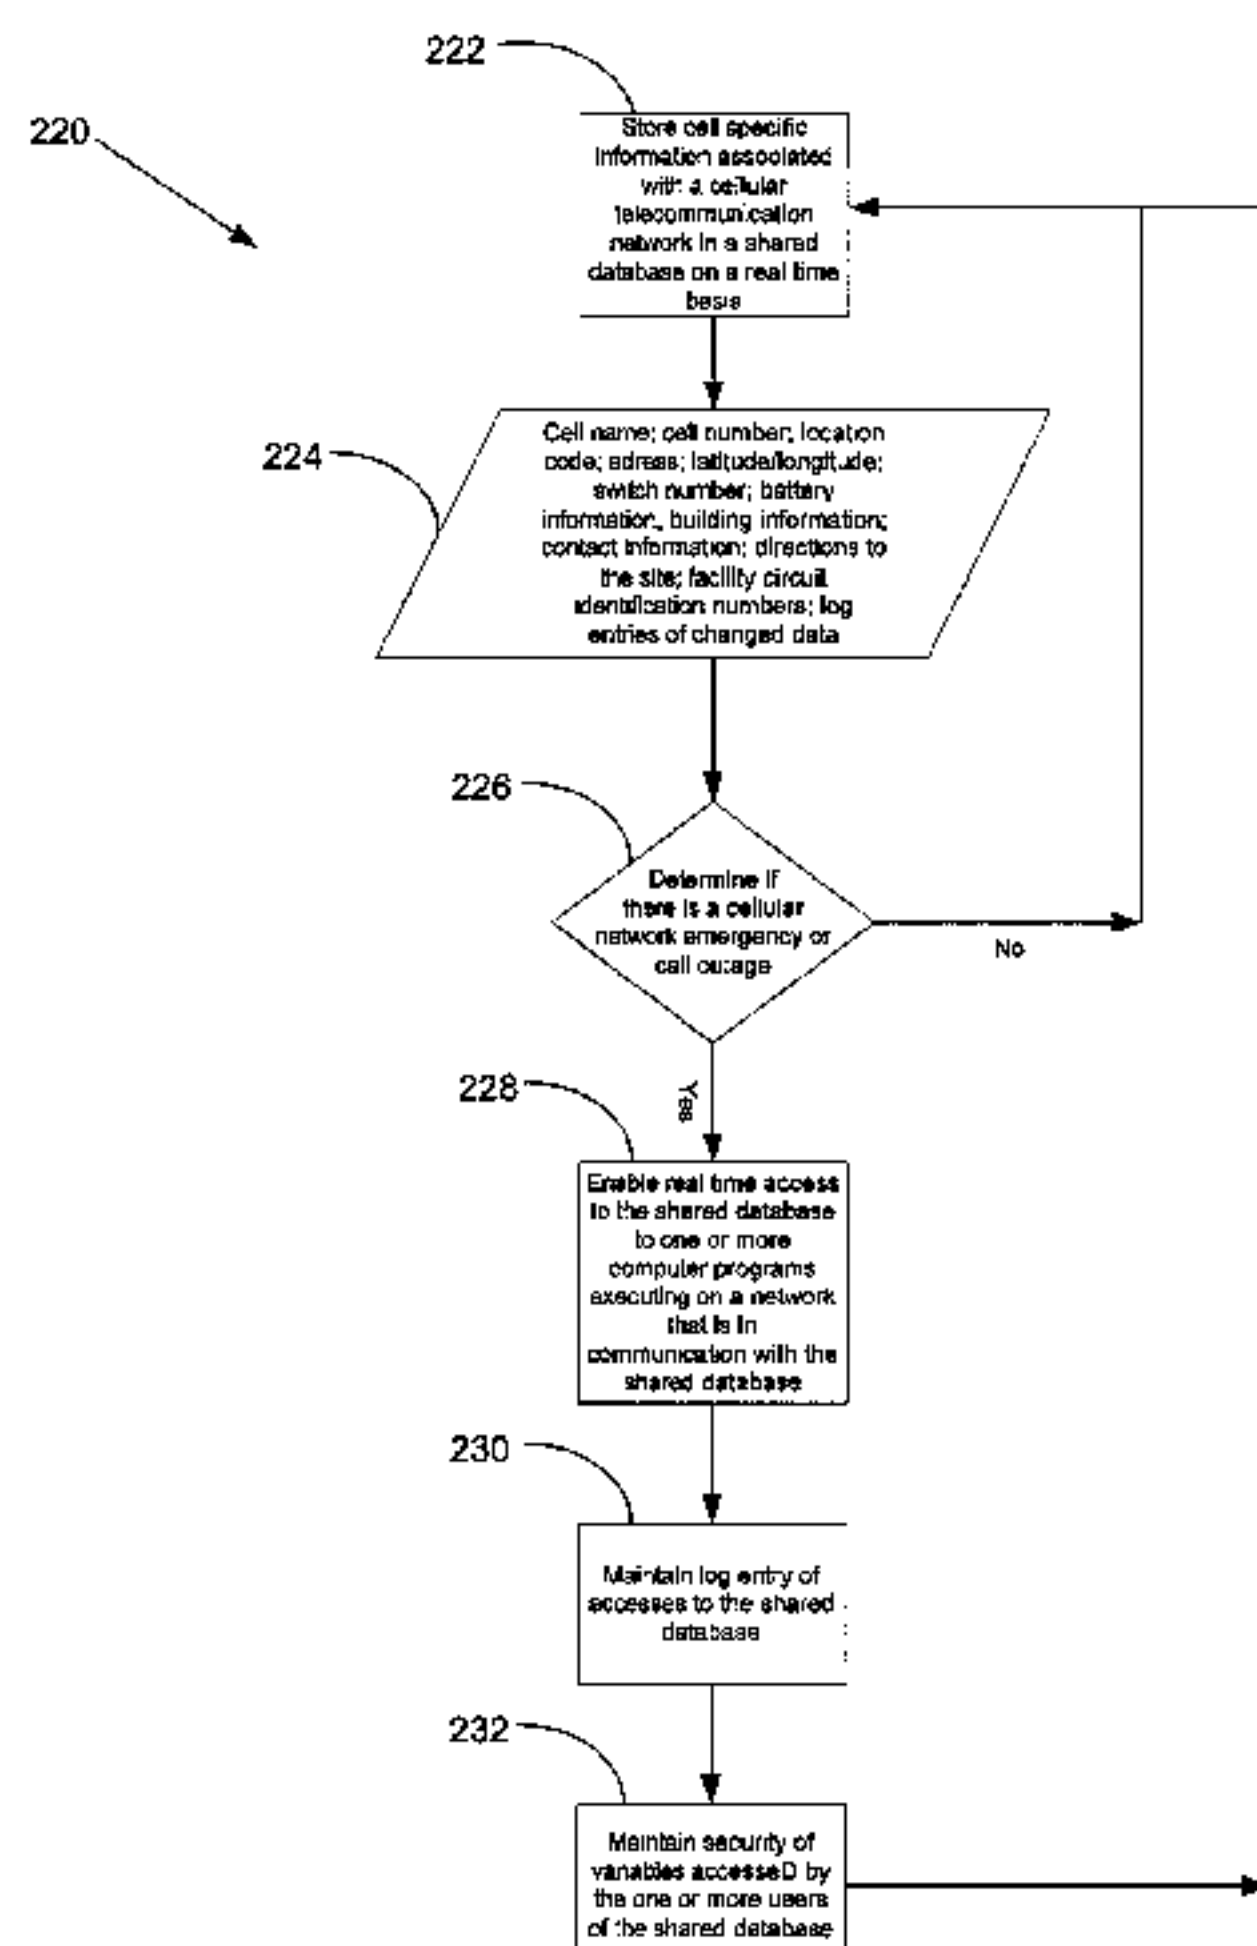 222
220
Store cell specific
information associated
with a cellular
telecommunication
network in a shared
database on a real time
basis
224
Cell name; cell number; location
code; adress; latitude/longitude;
switch number; battery
information, building information;
contact information; directions to
the site; facility circuit
identification numbers; log
entries of changed data
226
Determine if
there is a cellular
network emergency or
call outage
No
Yes
228
Enable real time access
to the shared database
to one or more
computer programs
executing on a network
that is in
communication with the
shared database
230
Maintain log entry of
accesses to the shared
database
232
Maintain security of
variables accesseD by
the one or more users
of the shared database